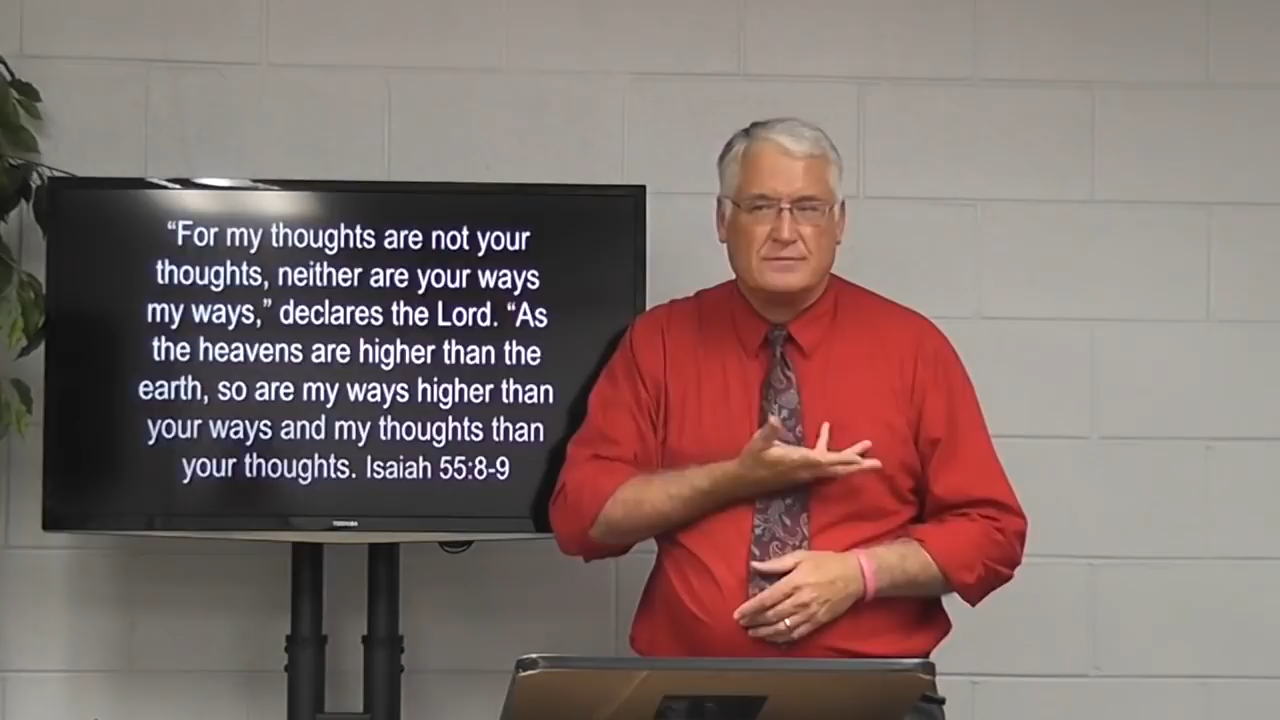 “For my thoughts are not your
thoughts, neither are your ways
my ways,” declares the Lord. “As
the heavens are higher than the
earth, so are my ways higher than
your ways and my thoughts than
your thoughts. Isaiah 55:8-9
TOSHIBA